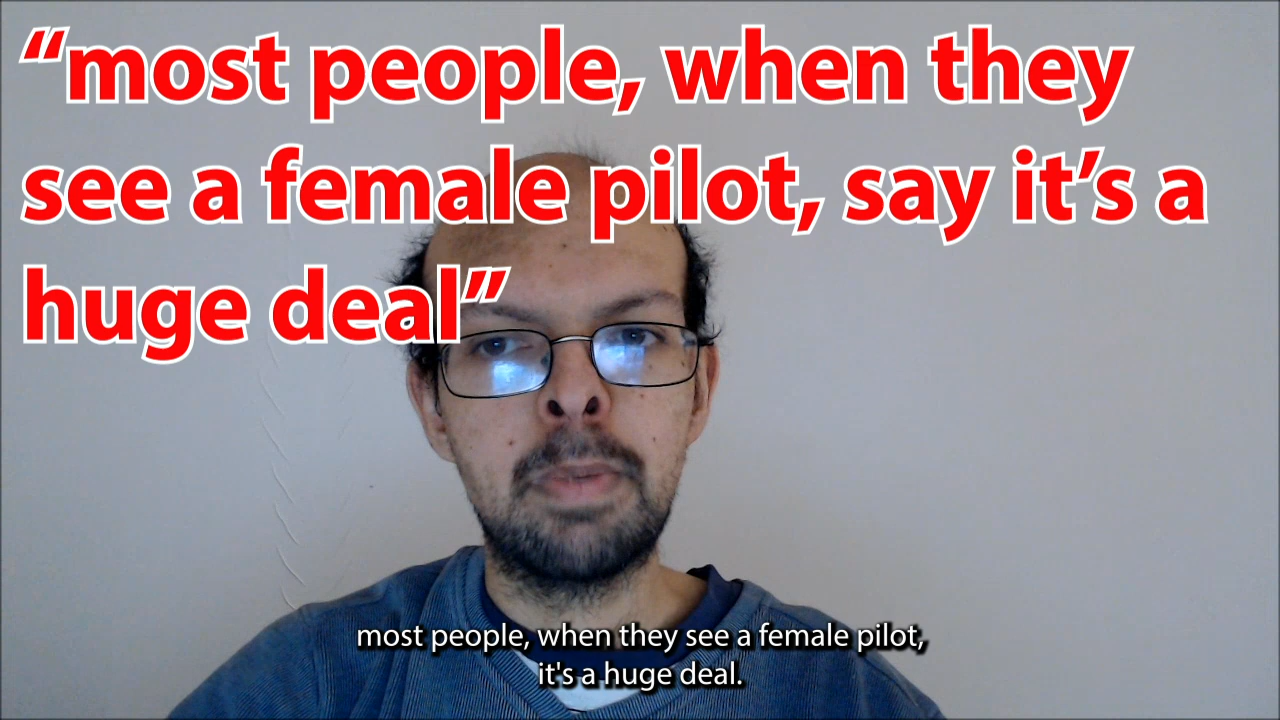 “most people, when they
see a female pilot, say it’s a
huge deal”
most people, when they see a female pilot,
it's a huge deal.